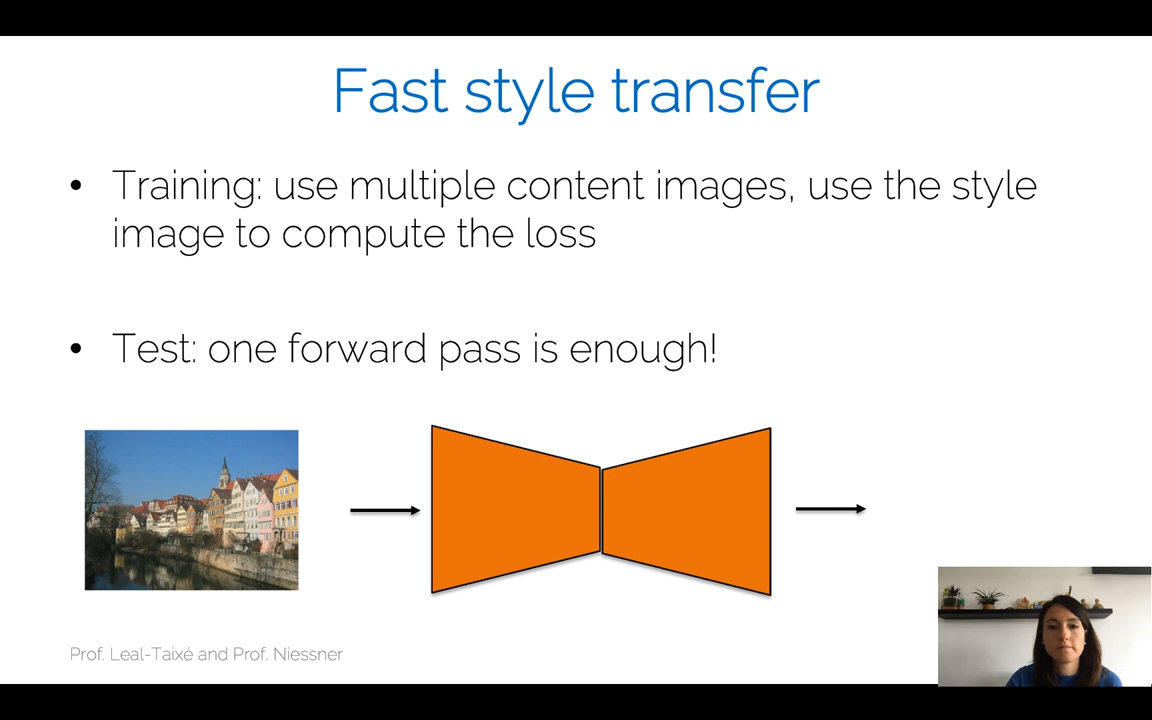 Fast style transfer
• Training: use multiple content images, use the style
image to compute the loss
• Test: one forward pass is enough!
Prof. Leal-Taixé and Prof. Niessner